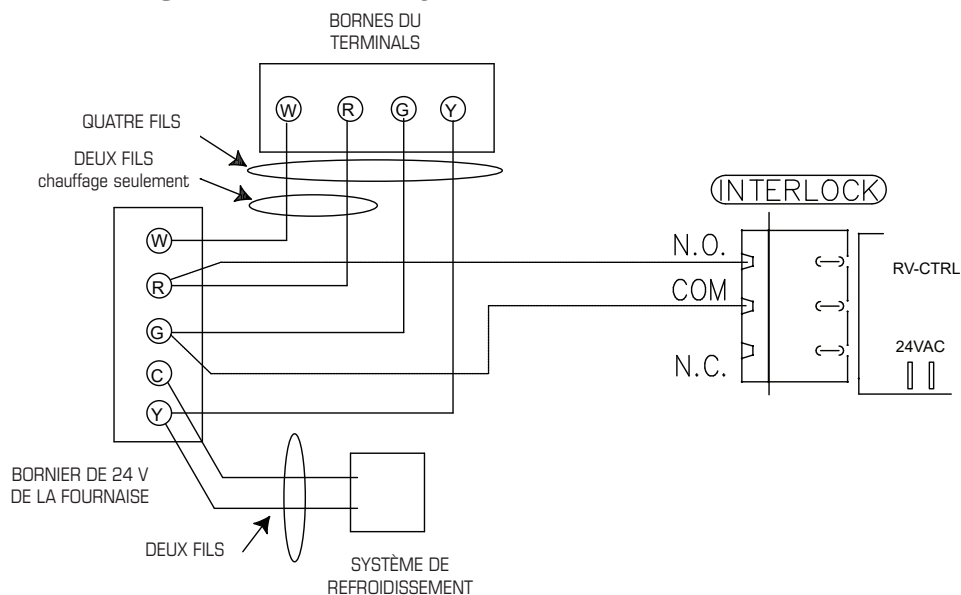 BORNES DU
TERMINALS
W R G Y
QUATRE FILS
DEUX FILS
chauffage seulement
W
R
G
C
Y
BORNIER DE 24 V
DE LA FOURNAISE
DEUX FILS
SYSTÈME DE
REFROIDISSEMENT
INTERLOCK
N.O.
COM
N.C.
RV-CTRL
24VAC